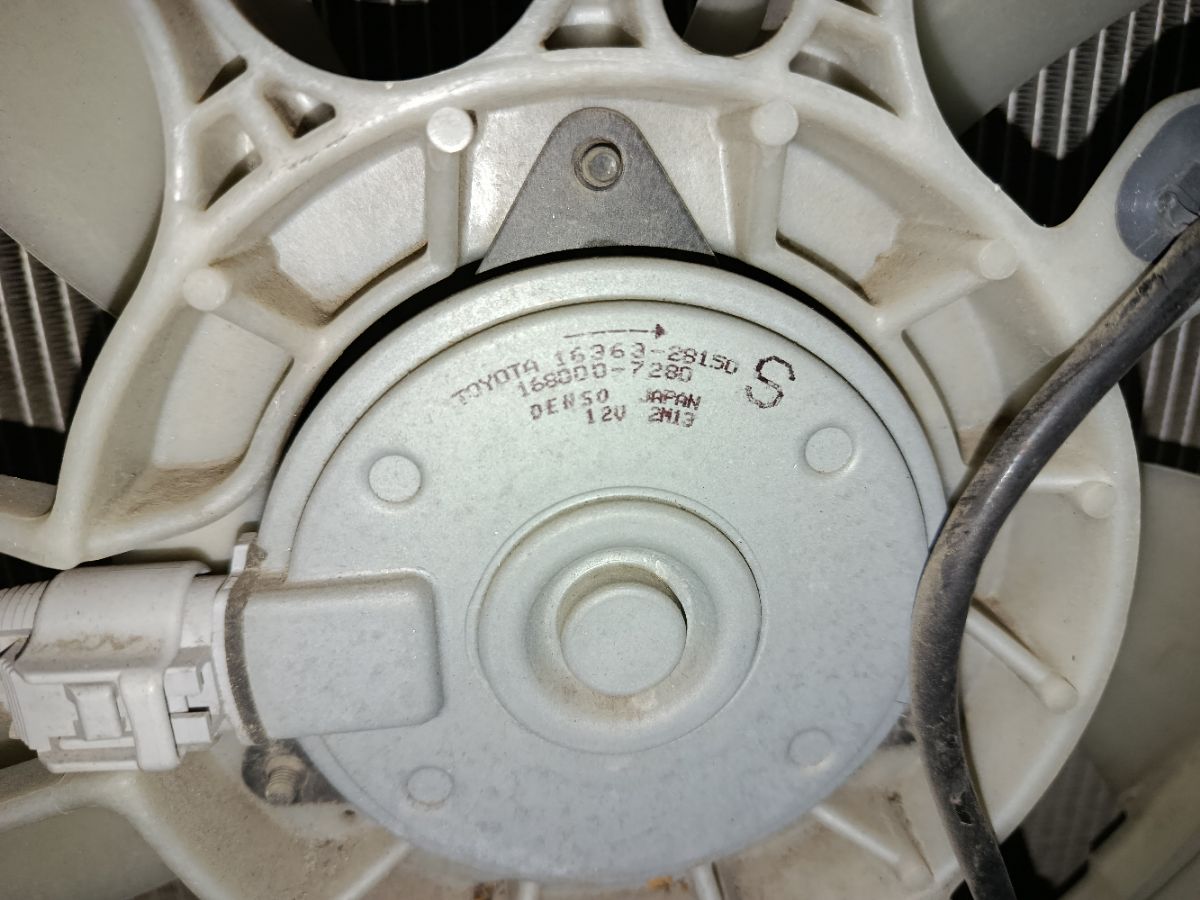 TOYOTA 16363-28150
168000-7280
S
DENSO JAPAN
12V 2M13